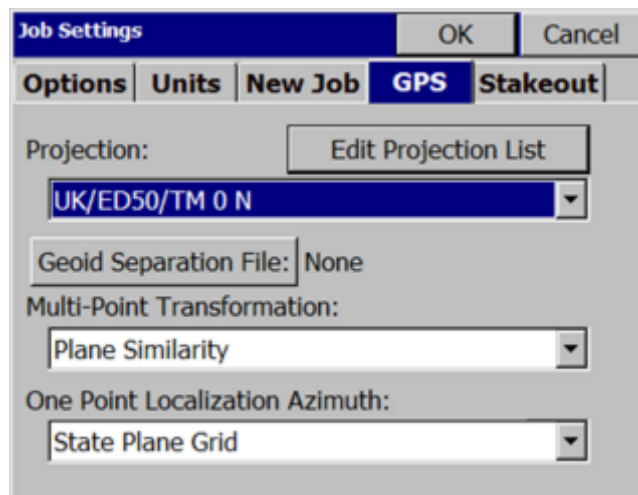 Job Settings OK Cancel
Options Units New Job GPS Stakeout
Projection: Edit Projection List
UK/ED50/TM 0 N
Geoid Separation File: None
Multi-Point Transformation:
Plane Similarity
One Point Localization Azimuth:
State Plane Grid